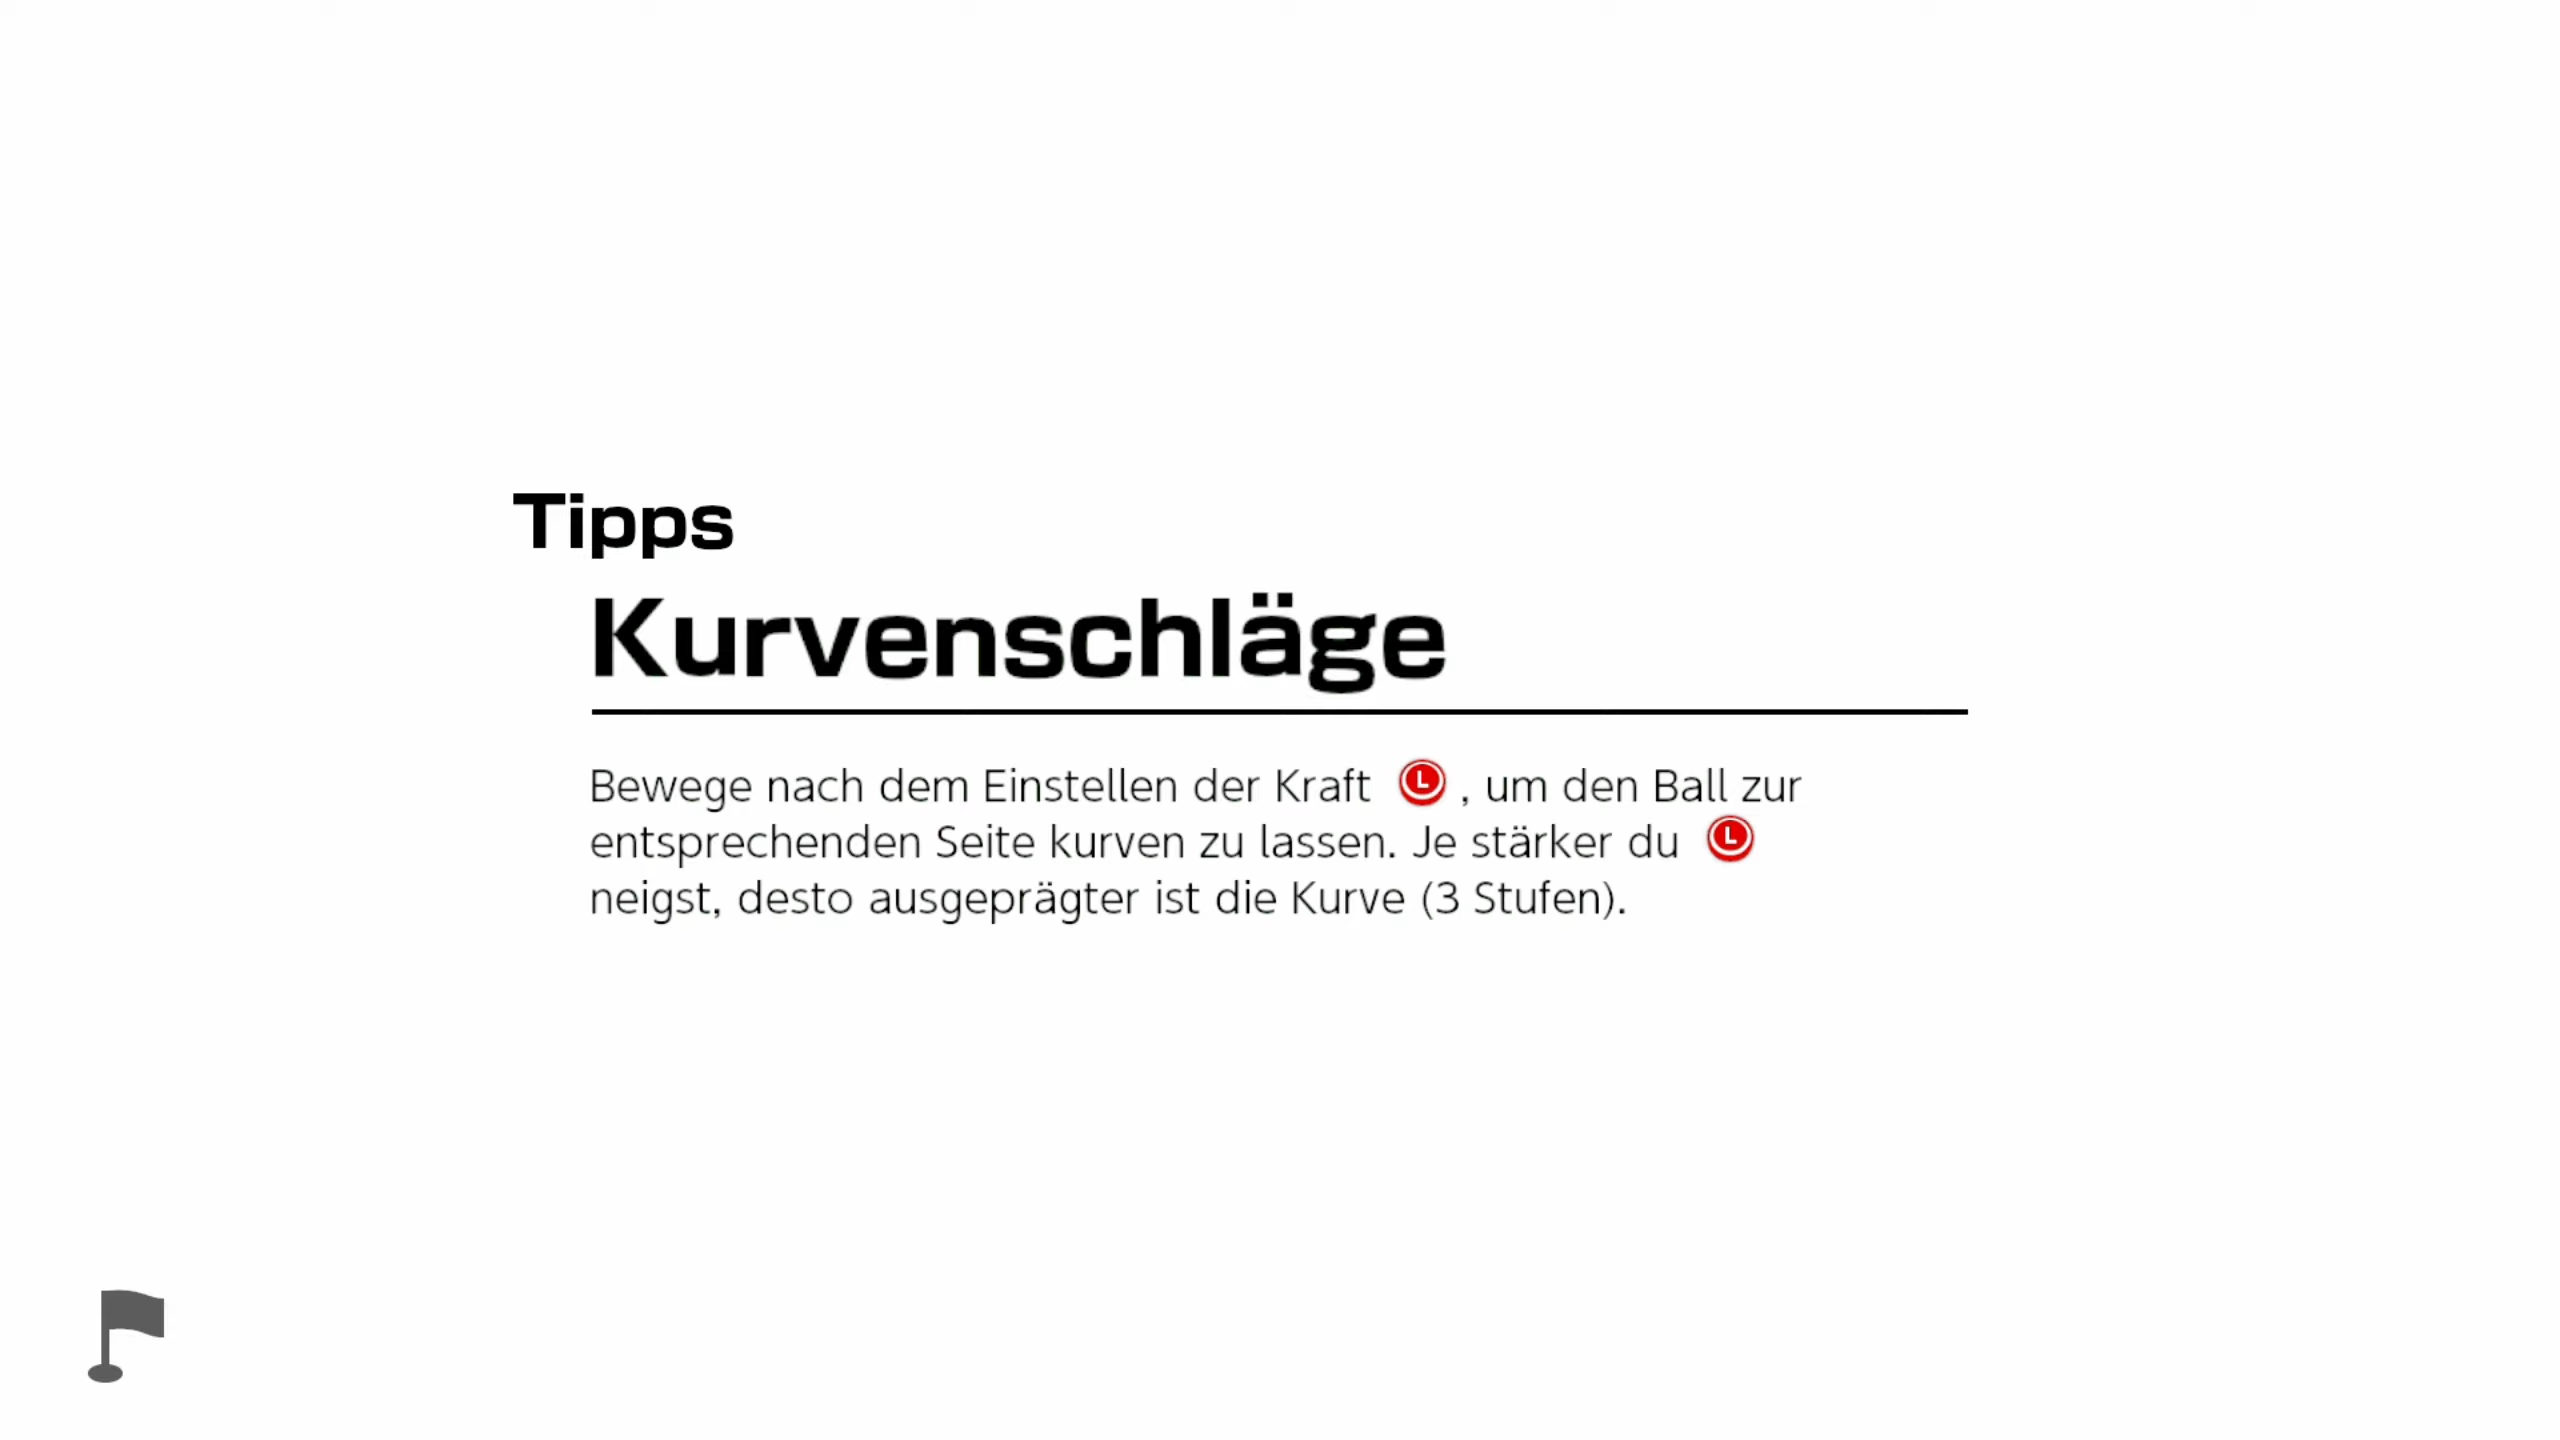 Tipps
Kurvenschläge
Bewege nach dem Einstellen der Kraft L , um den Ball zur
entsprechenden Seite kurven zu lassen. Je stärker du L
neigst, desto ausgeprägter ist die Kurve (3 Stufen).